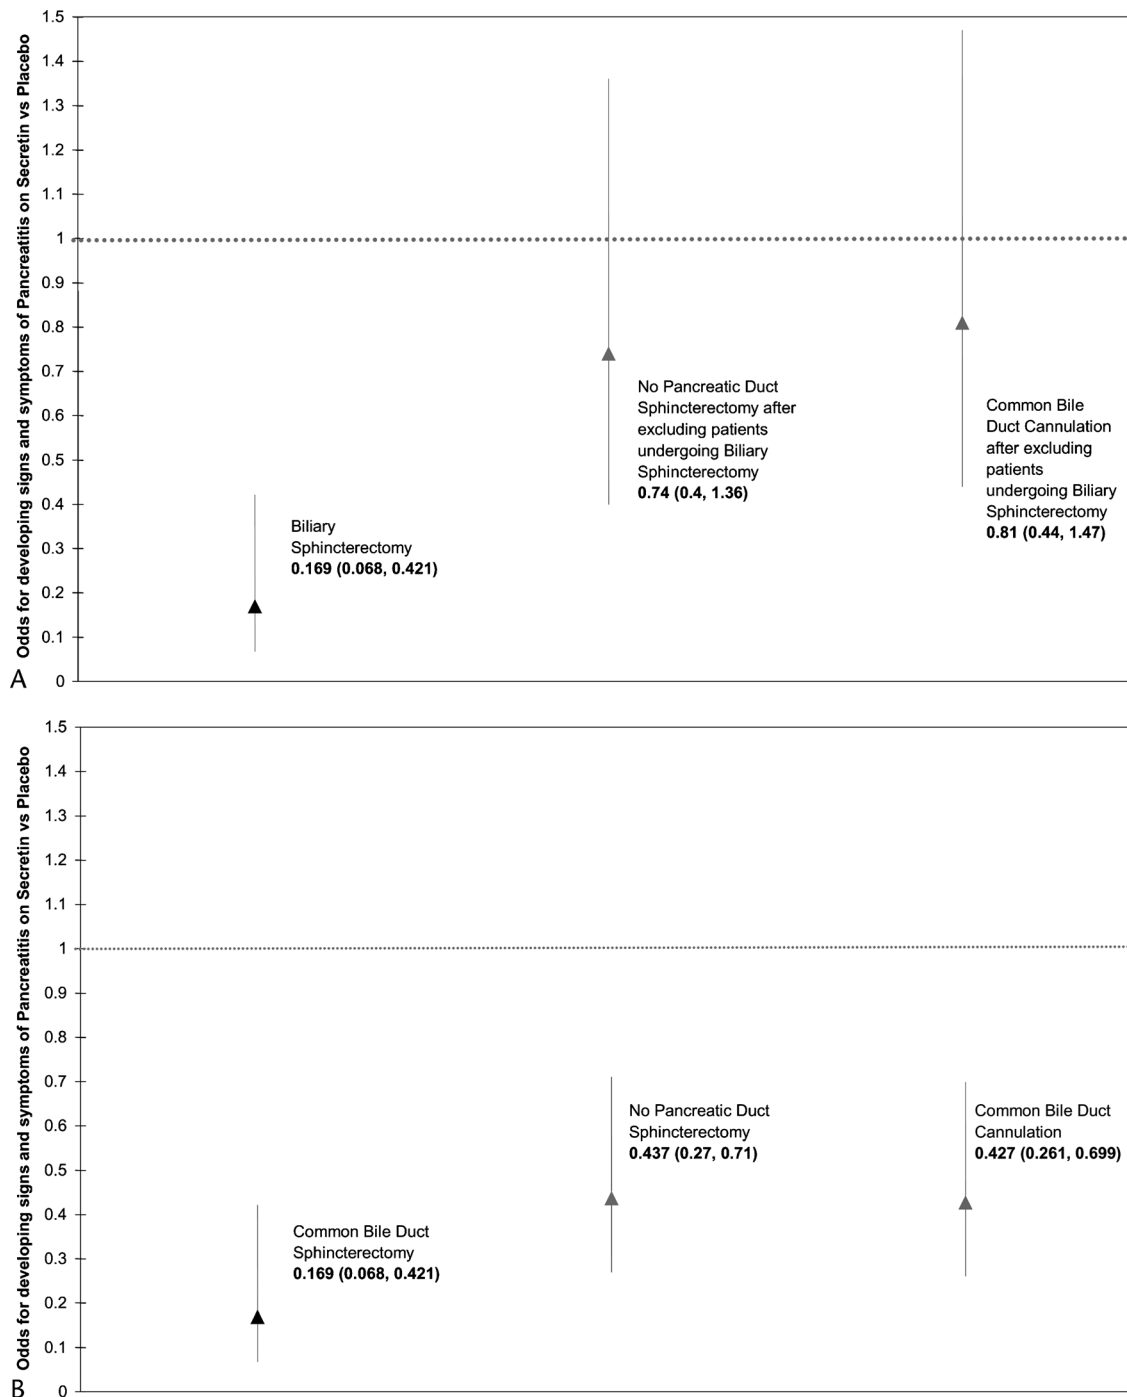 Odds for developing signs and symptoms of Pancreatitis on Secretin vs Placebo
1.5
1.4
1.3
1.2
1.1
1
0.9
0.8
0.7
0.6
0.5
0.4
0.3
0.2
0.1
0
Biliary
Sphincterectomy
0.169 (0.068, 0.421)
No Pancreatic Duct
Sphincterectomy after
excluding patients
undergoing Biliary
Sphincterectomy
0.74 (0.4, 1.36)
Common Bile
Duct Cannulation
after excluding
patients
undergoing Biliary
Sphincterectomy
0.81 (0.44, 1.47)
A
Odds for developing signs and symptoms of Pancreatitis on Secretin vs Placebo
1.5
1.4
1.3
1.2
1.1
1
0.9
0.8
0.7
0.6
0.5
0.4
0.3
0.2
0.1
0
Common Bile Duct
Sphincterectomy
0.169 (0.068, 0.421)
No Pancreatic Duct
Sphincterectomy
0.437 (0.27, 0.71)
Common Bile Duct
Cannulation
0.427 (0.261, 0.699)
B